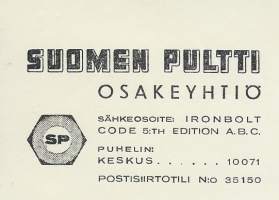 SUOMEN PULTTI
OSAKEYHTIÖ
SÄHKEOSOITE: IRONBOLT
CODE 5:TH EDITION A.B.C.
SP
PUHELIN:
KESKUS . . . . . . 10071
POSTISIIRTOTILI N:O 35150